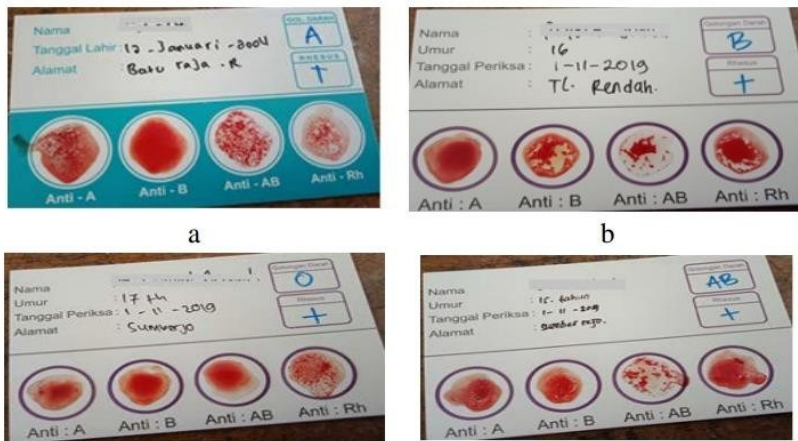 Nama
GOL. DARAH
A
Tanggal Lahir : 12 - Januari - 2004
RHESUS
+
Alamat : Batu raja . R
Anti - A
Anti - B
Anti - AB
Anti - Rh
a
Nama :
Golongan Darah
B
Umur : 16
Tanggal Periksa : 1-11-2019
Rhesus
+
Alamat : TL. Rendah.
Anti : A
Anti : B
Anti : AB
Anti : Rh
b
Nama
Golongan Darah
O
Umur : 17 th
Tanggal Periksa : 1 - 11 - 2019
Rhesus
+
Alamat : Sumberjo
Anti : A
Anti : B
Anti : AB
Anti : Rh
Nama :
Golongan Darah
AB
Umur : 15. tahun
Tanggal Periksa : 1 - 11 - 2019
Rhesus
+
Alamat : Sumber rejo.
Anti : A
Anti : B
Anti : AB
Anti : Rh